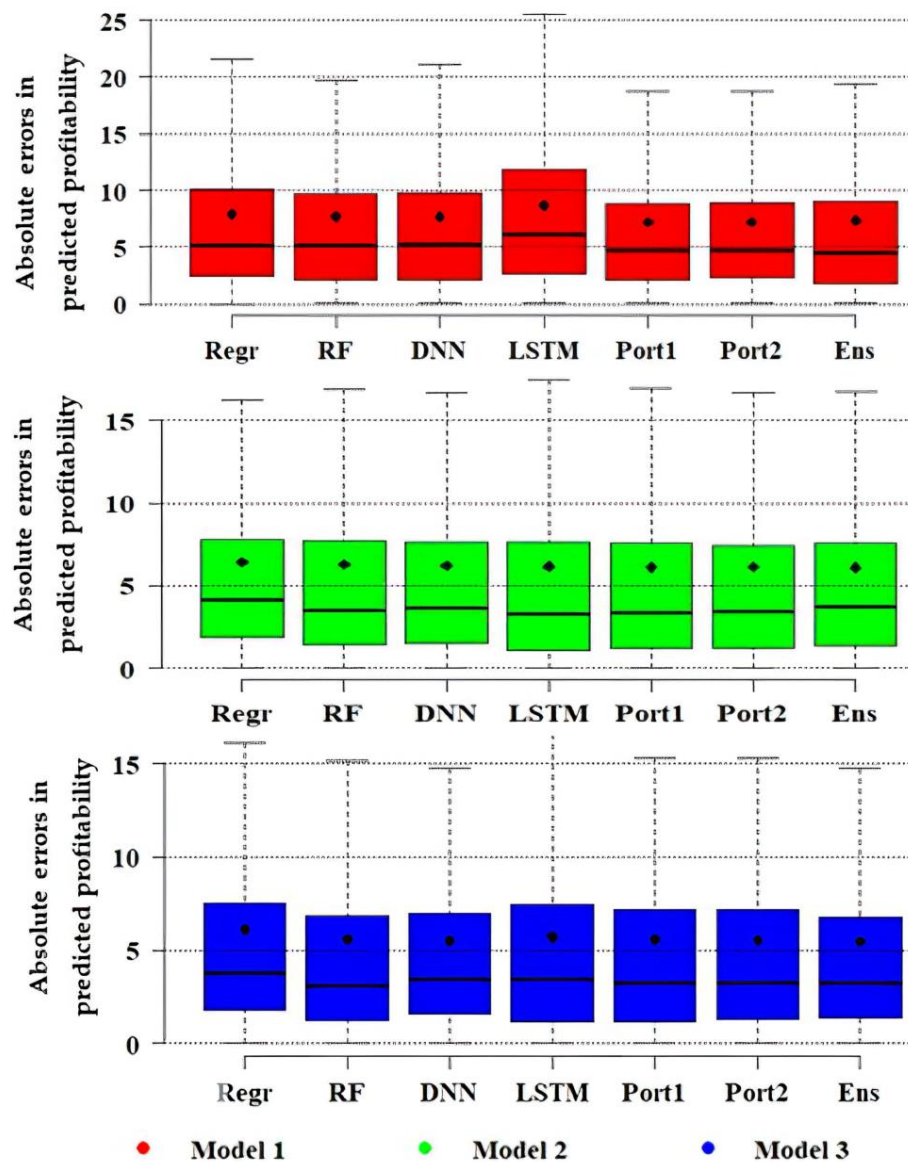 Absolute errors in
predicted profitability
25
20
15
10
5
0
Regr RF DNN LSTM Port1 Port2 Ens
Absolute errors in
predicted profitability
15
10
5
0
Regr RF DNN LSTM Port1 Port2 Ens
Absolute errors in
predicted profitability
15
10
5
0
Regr RF DNN LSTM Port1 Port2 Ens
Model 1 Model 2 Model 3